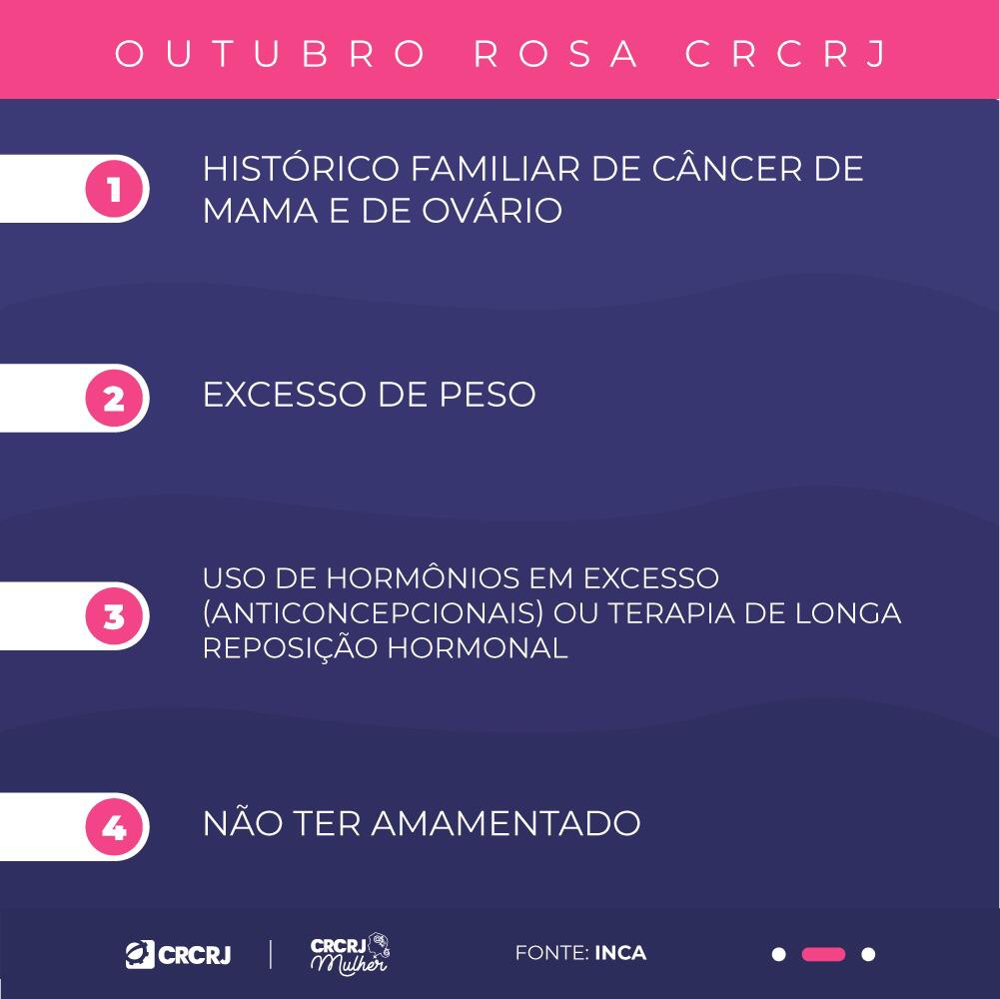 OUTUBRO ROSA CRCRJ
1
HISTÓRICO FAMILIAR DE CÂNCER DE
MAMA E DE OVÁRIO
2
EXCESSO DE PESO
3
USO DE HORMÔNIOS EM EXCESSO
(ANTICONCEPCIONAIS) OU TERAPIA DE LONGA
REPOSIÇÃO HORMONAL
4
NÃO TER AMAMENTADO
CRCRJ
CRCRJ
Mulher
FONTE: INCA